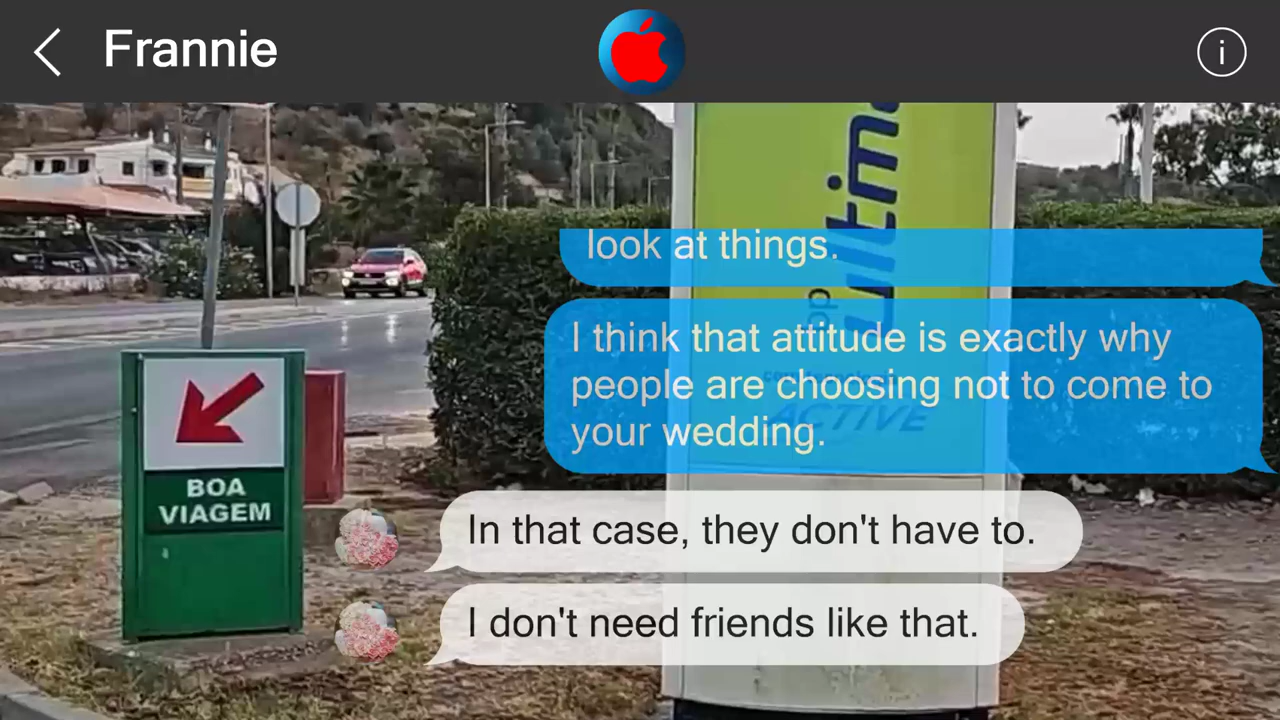 Frannie
i
ultim
look at things.
I think that attitude is exactly why
people are choosing not to come to
your wedding.
ACTIVE
BOA
VIAGEM
In that case, they don't have to.
I don't need friends like that.